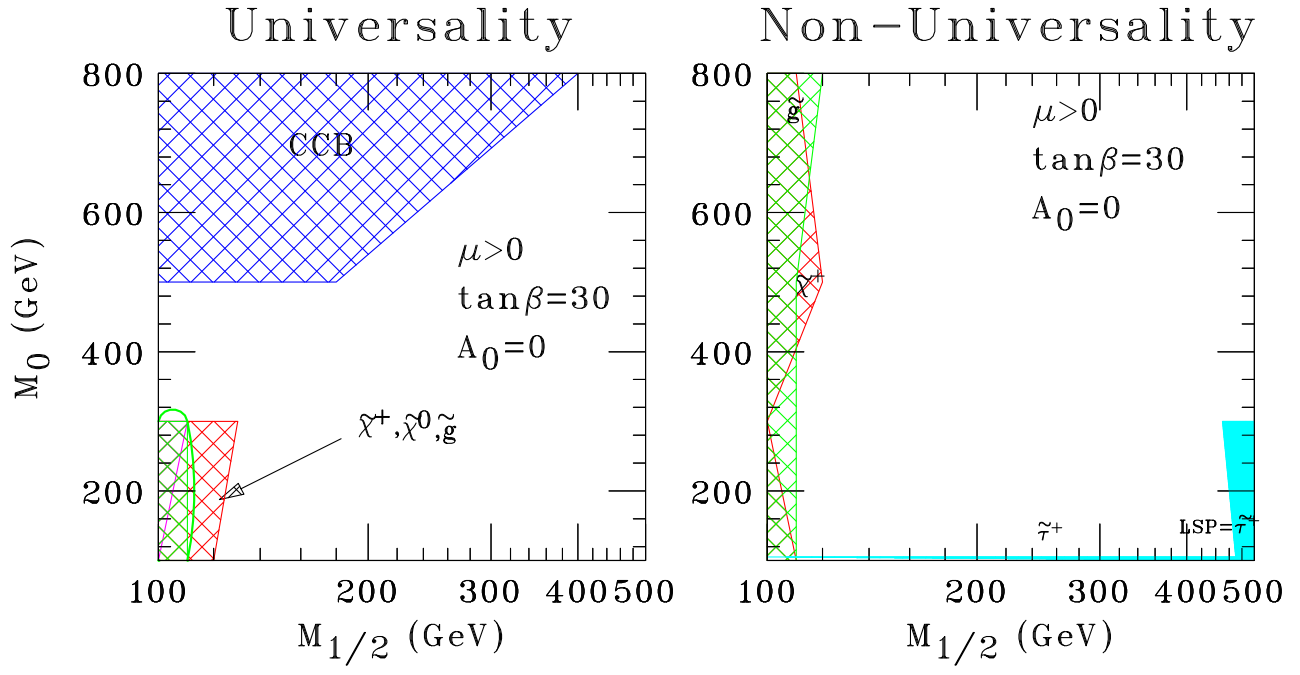 Universality
800
600
400
200
M0 (GeV)
CCB
μ>0
tanβ=30
A0=0
χ̃+,χ̃0,g̃
100 200 300 400 500
M1/2 (GeV)
Non-Universality
800
600
400
200
g̃
χ̃+
μ>0
tanβ=30
A0=0
τ̃+
LSP=τ̃+
100 200 300 400 500
M1/2 (GeV)